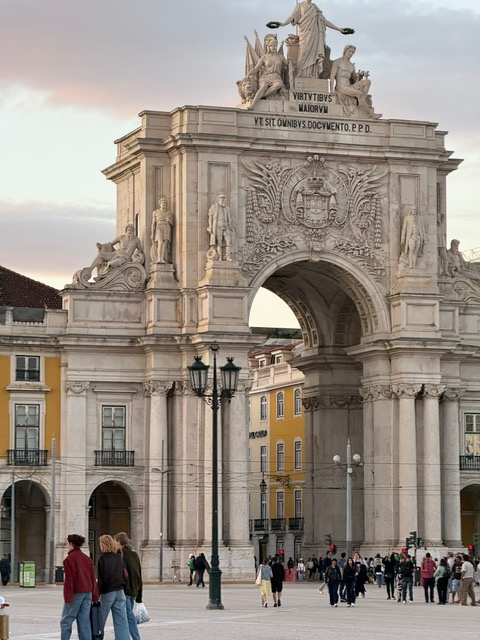 VIRTVTIBVS
MAIORVM
VT SIT OMNIBVS DOCVMENTO. P. P. D.